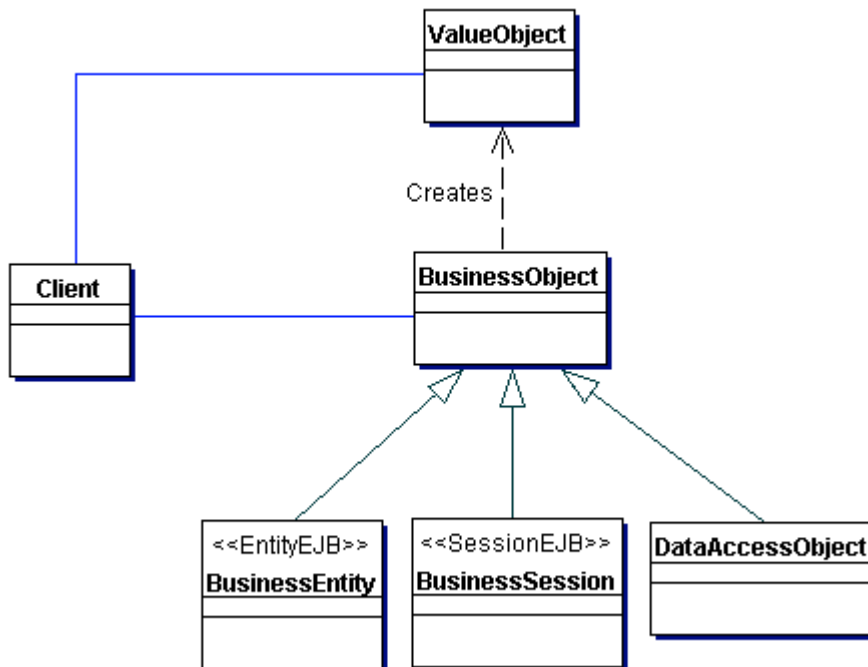 ValueObject
Creates
Client
BusinessObject
<<EntityEJB>>
BusinessEntity
<<SessionEJB>>
BusinessSession
DataAccessObject